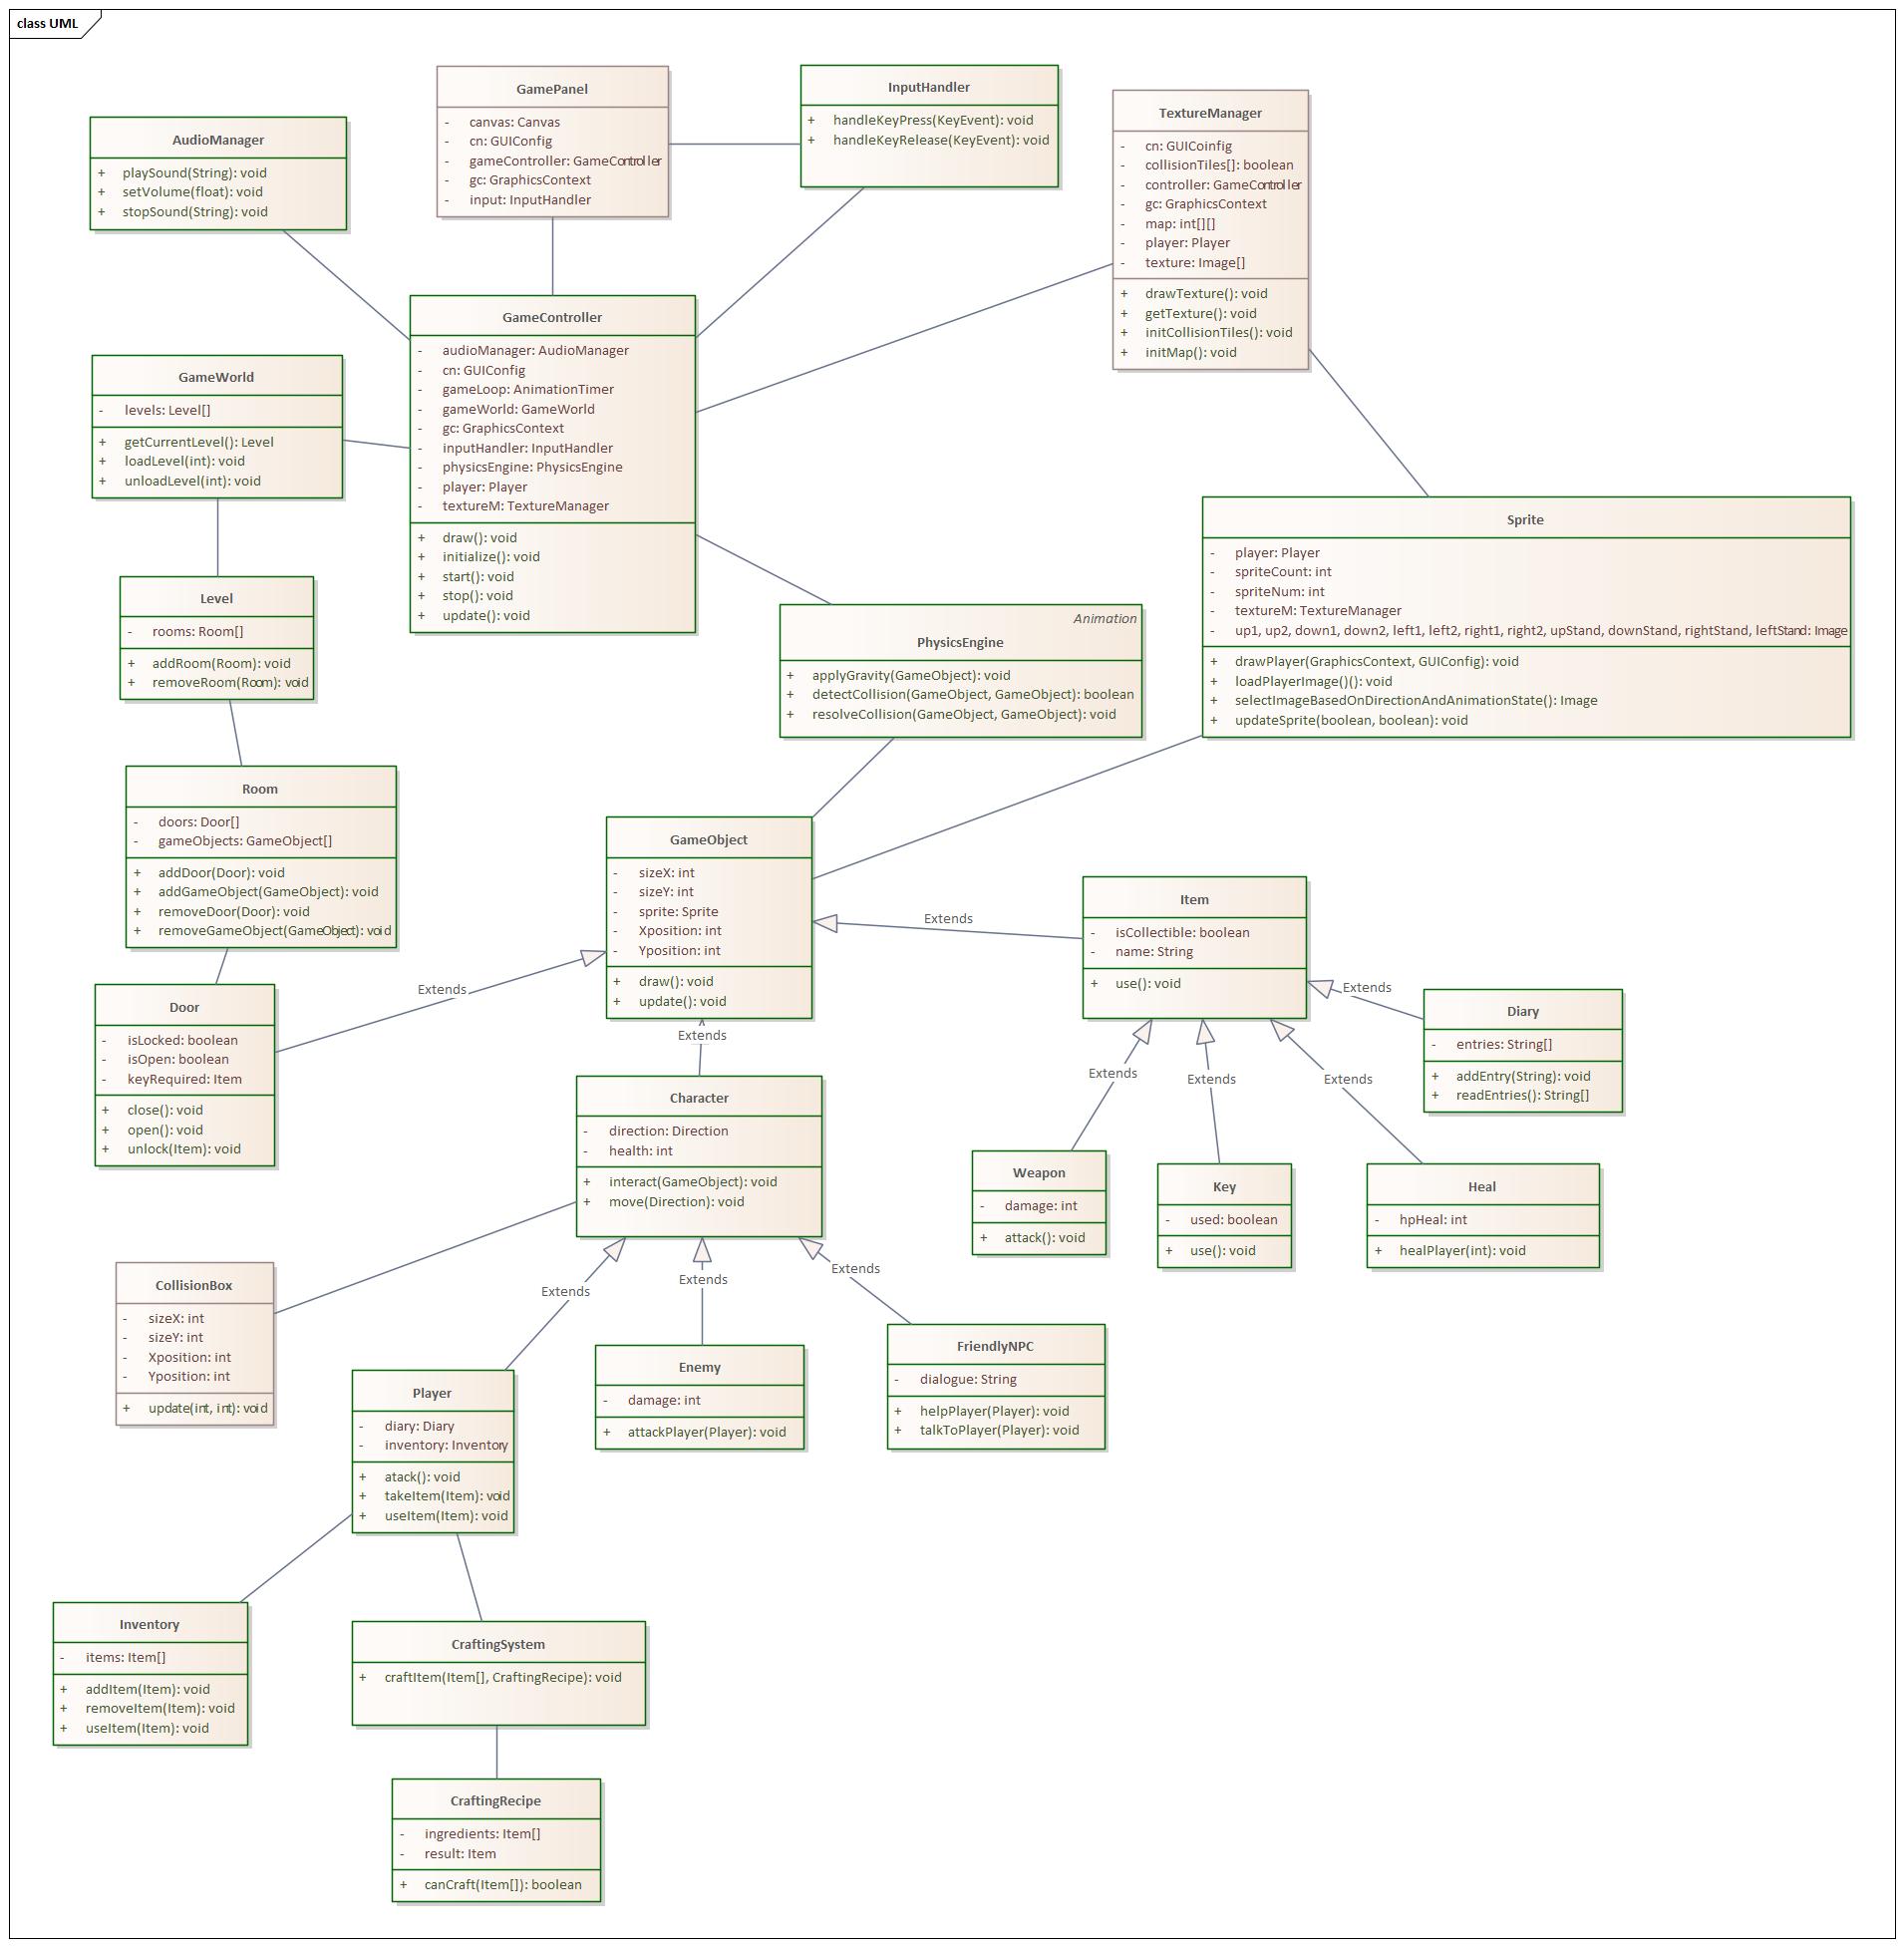 class UML
GamePanel
- canvas: Canvas
- cn: GUIConfig
- gameController: GameController
- gc: GraphicsContext
- input: InputHandler
InputHandler
+ handleKeyPress(KeyEvent): void
+ handleKeyRelease(KeyEvent): void
TextureManager
- cn: GUICoinfig
- collisionTiles[]: boolean
- controller: GameController
- gc: GraphicsContext
- map: int[][]
- player: Player
- texture: Image[]
+ drawTexture(): void
+ getTexture(): void
+ initCollisionTiles(): void
+ initMap(): void
AudioManager
+ playSound(String): void
+ setVolume(float): void
+ stopSound(String): void
GameController
- audioManager: AudioManager
- cn: GUIConfig
- gameLoop: AnimationTimer
- gameWorld: GameWorld
- gc: GraphicsContext
- inputHandler: InputHandler
- physicsEngine: PhysicsEngine
- player: Player
- textureM: TextureManager
+ draw(): void
+ initialize(): void
+ start(): void
+ stop(): void
+ update(): void
GameWorld
- levels: Level[]
+ getCurrentLevel(): Level
+ loadLevel(int): void
+ unloadLevel(int): void
Sprite
- player: Player
- spriteCount: int
- spriteNum: int
- textureM: TextureManager
- up1, up2, down1, down2, left1, left2, right1, right2, upStand, downStand, rightStand, leftStand: Image
+ drawPlayer(GraphicsContext, GUIConfig): void
+ loadPlayerImage()(): void
+ selectImageBasedOnDirectionAndAnimationState(): Image
+ updateSprite(boolean, boolean): void
Level
- rooms: Room[]
+ addRoom(Room): void
+ removeRoom(Room): void
Animation
PhysicsEngine
+ applyGravity(GameObject): void
+ detectCollision(GameObject, GameObject): boolean
+ resolveCollision(GameObject, GameObject): void
Room
- doors: Door[]
- gameObjects: GameObject[]
+ addDoor(Door): void
+ addGameObject(GameObject): void
+ removeDoor(Door): void
+ removeGameObject(GameObject): void
GameObject
- sizeX: int
- sizeY: int
- sprite: Sprite
- Xposition: int
- Yposition: int
+ draw(): void
+ update(): void
Extends
Item
- isCollectible: boolean
- name: String
+ use(): void
Extends
Extends
Door
- isLocked: boolean
- isOpen: boolean
- keyRequired: Item
+ close(): void
+ open(): void
+ unlock(Item): void
Diary
- entries: String[]
+ addEntry(String): void
+ readEntries(): String[]
Extends
Extends
Extends
Extends
Character
- direction: Direction
- health: int
+ interact(GameObject): void
+ move(Direction): void
Weapon
- damage: int
+ attack(): void
Key
- used: boolean
+ use(): void
Heal
- hpHeal: int
+ healPlayer(int): void
CollisionBox
- sizeX: int
- sizeY: int
- Xposition: int
- Yposition: int
+ update(int, int): void
Extends
Extends
Extends
Player
- diary: Diary
- inventory: Inventory
+ atack(): void
+ takeItem(Item): void
+ useItem(Item): void
Enemy
- damage: int
+ attackPlayer(Player): void
FriendlyNPC
- dialogue: String
+ helpPlayer(Player): void
+ talkToPlayer(Player): void
Inventory
- items: Item[]
+ addItem(Item): void
+ removeItem(Item): void
+ useItem(Item): void
CraftingSystem
+ craftItem(Item[], CraftingRecipe): void
CraftingRecipe
- ingredients: Item[]
- result: Item
+ canCraft(Item[]): boolean